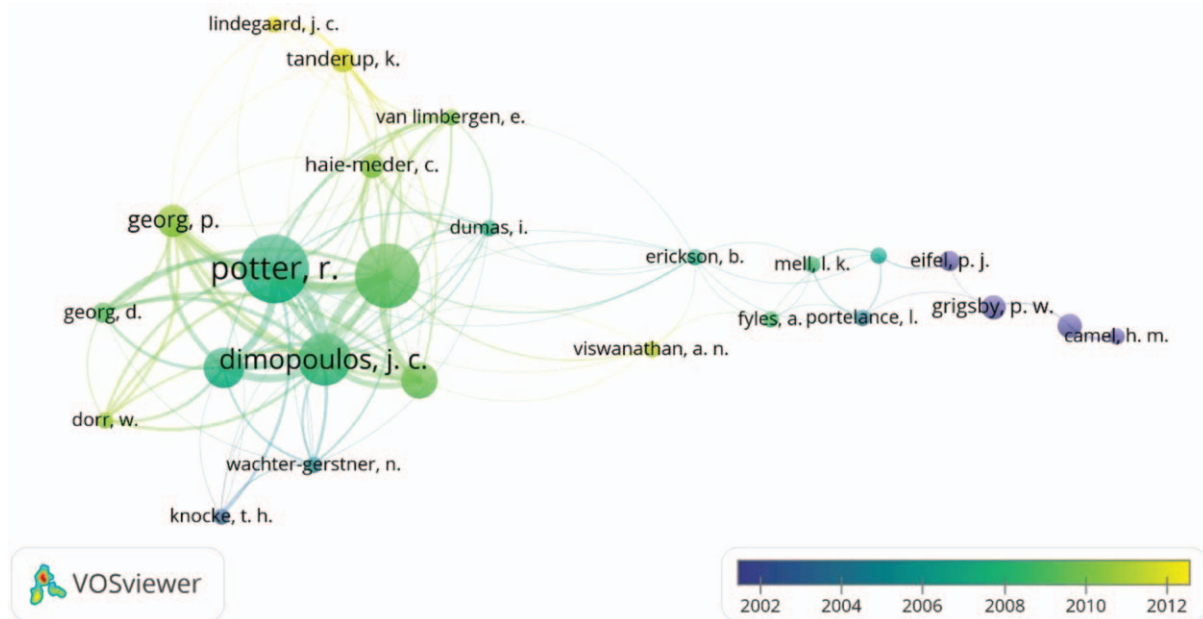 lindegaard, j. c.
tanderup, k.
van limbergen, e.
haie-meder, c.
georg, p.
dumas, i.
potter, r.
erickson, b.
mell, l. k.
eifel, p. j.
georg, d.
fyles, a.
portelance, l.
grigsby, p. w.
camel, h. m.
viswanathan, a. n.
dimopoulos, j. c.
dorr, w.
wachter-gerstner, n.
knocke, t. h.
VOSviewer
2002 2004 2006 2008 2010 2012